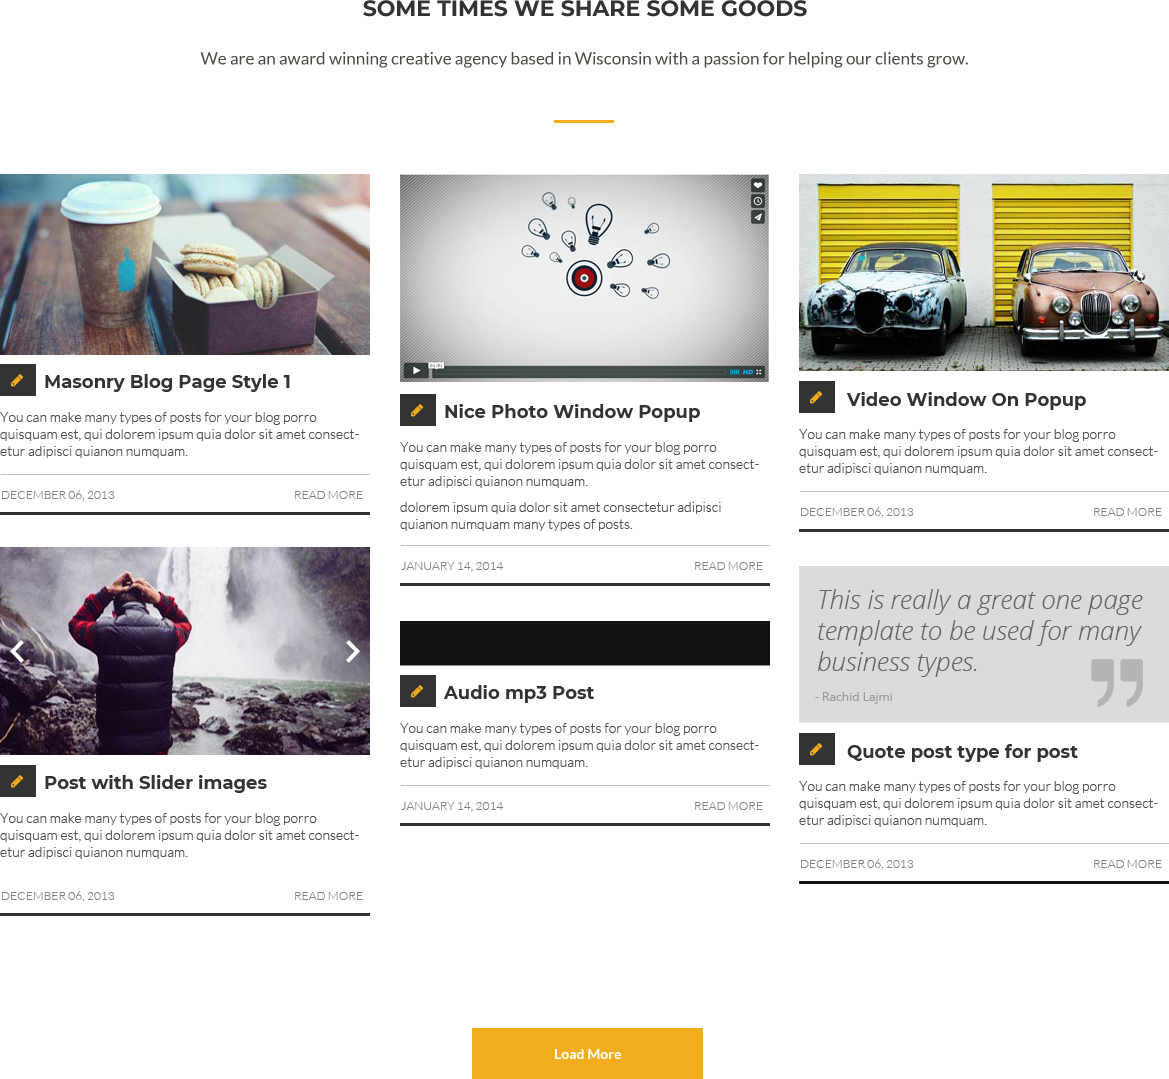 SOME TIMES WE SHARE SOME GOODS
We are an award winning creative agency based in Wisconsin with a passion for helping our clients grow.
Masonry Blog Page Style 1
You can make many types of posts for your blog porro
quisquam est, qui dolorem ipsum quia dolor sit amet consect-
etur adipisci quianon numquam.
DECEMBER 06, 2013 READ MORE
Post with Slider images
You can make many types of posts for your blog porro
quisquam est, qui dolorem ipsum quia dolor sit amet consect-
etur adipisci quianon numquam.
DECEMBER 06, 2013 READ MORE
HD
Nice Photo Window Popup
You can make many types of posts for your blog porro
quisquam est, qui dolorem ipsum quia dolor sit amet consect-
etur adipisci quianon numquam.
dolorem ipsum quia dolor sit amet consectetur adipisci
quianon numquam many types of posts.
JANUARY 14, 2014 READ MORE
Audio mp3 Post
You can make many types of posts for your blog porro
quisquam est, qui dolorem ipsum quia dolor sit amet consect-
etur adipisci quianon numquam.
JANUARY 14, 2014 READ MORE
Video Window On Popup
You can make many types of posts for your blog porro
quisquam est, qui dolorem ipsum quia dolor sit amet consect-
etur adipisci quianon numquam.
DECEMBER 06, 2013 READ MORE
This is really a great one page
template to be used for many
business types.
- Rachid Lajmi
Quote post type for post
You can make many types of posts for your blog porro
quisquam est, qui dolorem ipsum quia dolor sit amet consect-
etur adipisci quianon numquam.
DECEMBER 06, 2013 READ MORE
Load More